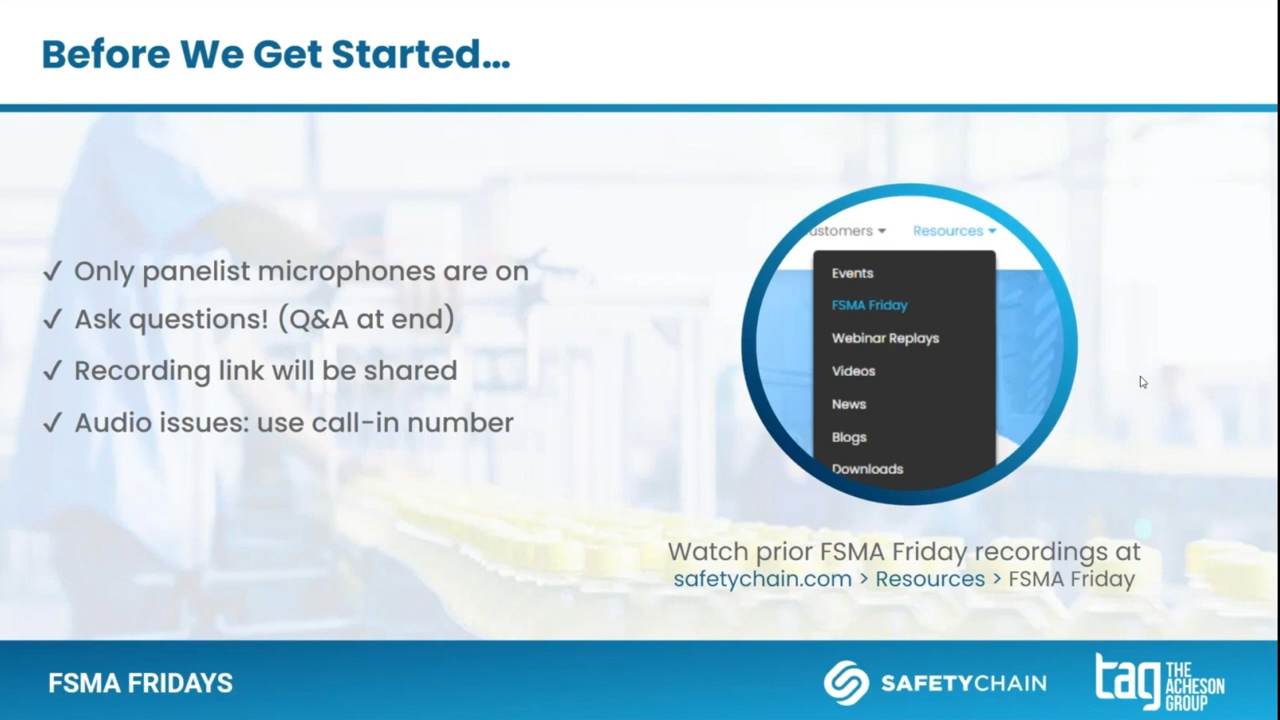 Before We Get Started...
✓ Only panelist microphones are on
✓ Ask questions! (Q&A at end)
✓ Recording link will be shared
✓ Audio issues: use call-in number
ustomers
Resources
Events
FSMA Friday
Webinar Replays
Videos
News
Blogs
Downloads
Watch prior FSMA Friday recordings at
safetychain.com > Resources > FSMA Friday
FSMA FRIDAYS
SAFETYCHAIN
tag THE ACHESON GROUP